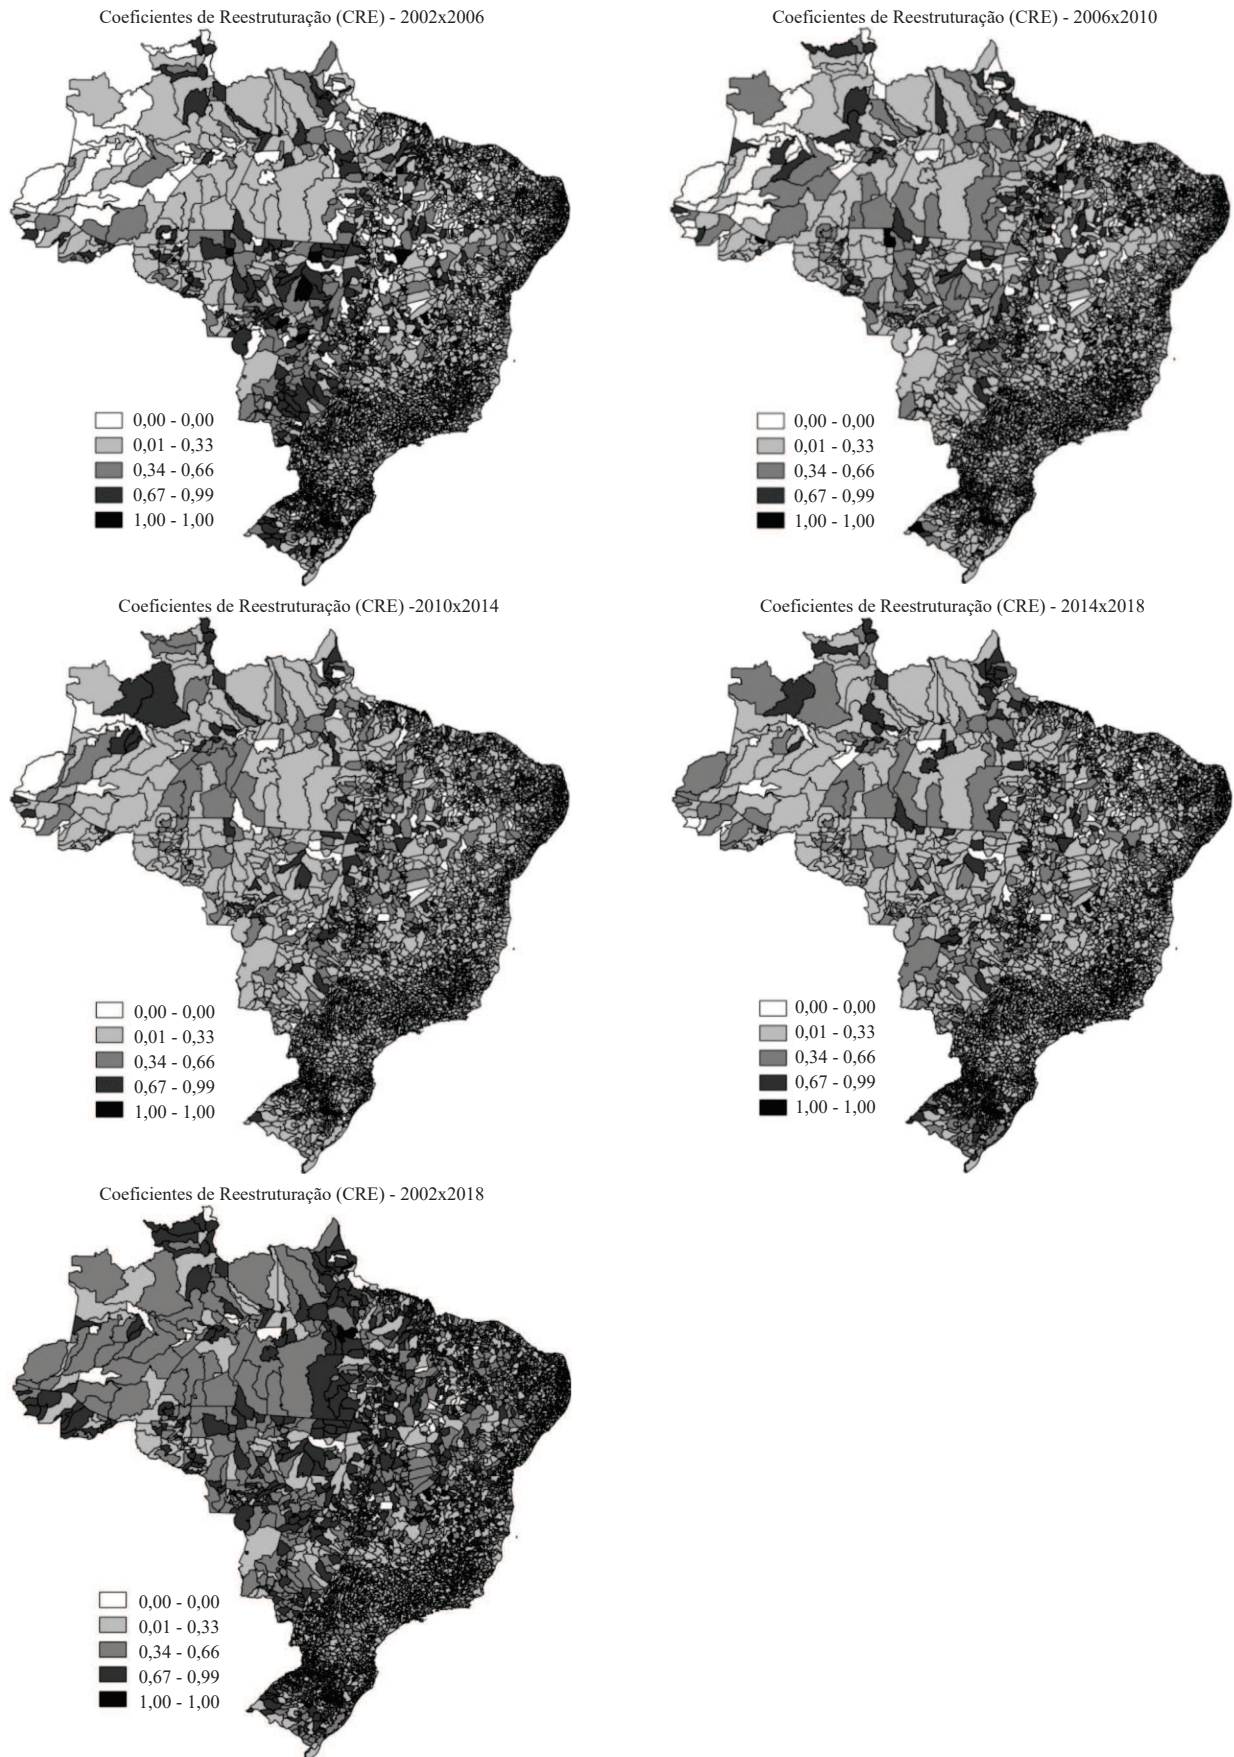 Coeficientes de Reestruturação (CRE) - 2002x2006
0,00 - 0,00
0,01 - 0,33
0,34 - 0,66
0,67 - 0,99
1,00 - 1,00
Coeficientes de Reestruturação (CRE) - 2006x2010
0,00 - 0,00
0,01 - 0,33
0,34 - 0,66
0,67 - 0,99
1,00 - 1,00
Coeficientes de Reestruturação (CRE) -2010x2014
0,00 - 0,00
0,01 - 0,33
0,34 - 0,66
0,67 - 0,99
1,00 - 1,00
Coeficientes de Reestruturação (CRE) - 2014x2018
0,00 - 0,00
0,01 - 0,33
0,34 - 0,66
0,67 - 0,99
1,00 - 1,00
Coeficientes de Reestruturação (CRE) - 2002x2018
0,00 - 0,00
0,01 - 0,33
0,34 - 0,66
0,67 - 0,99
1,00 - 1,00